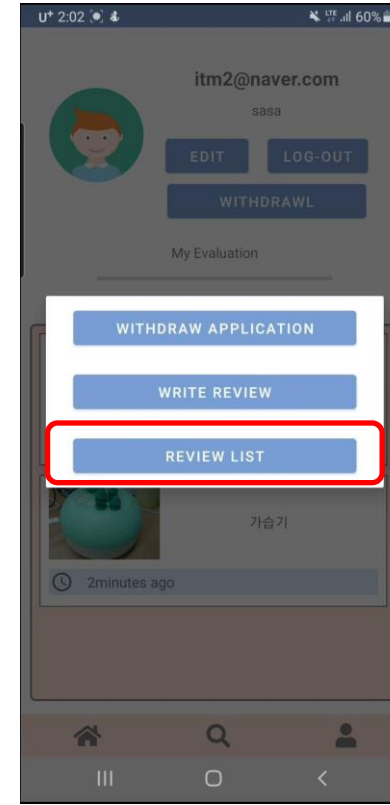 U+ 2:02 LTE 60%
itm2@naver.com
sasa
EDIT LOG-OUT
WITHDRAWL
My Evaluation
WITHDRAW APPLICATION
WRITE REVIEW
REVIEW LIST
가습기
2minutes ago